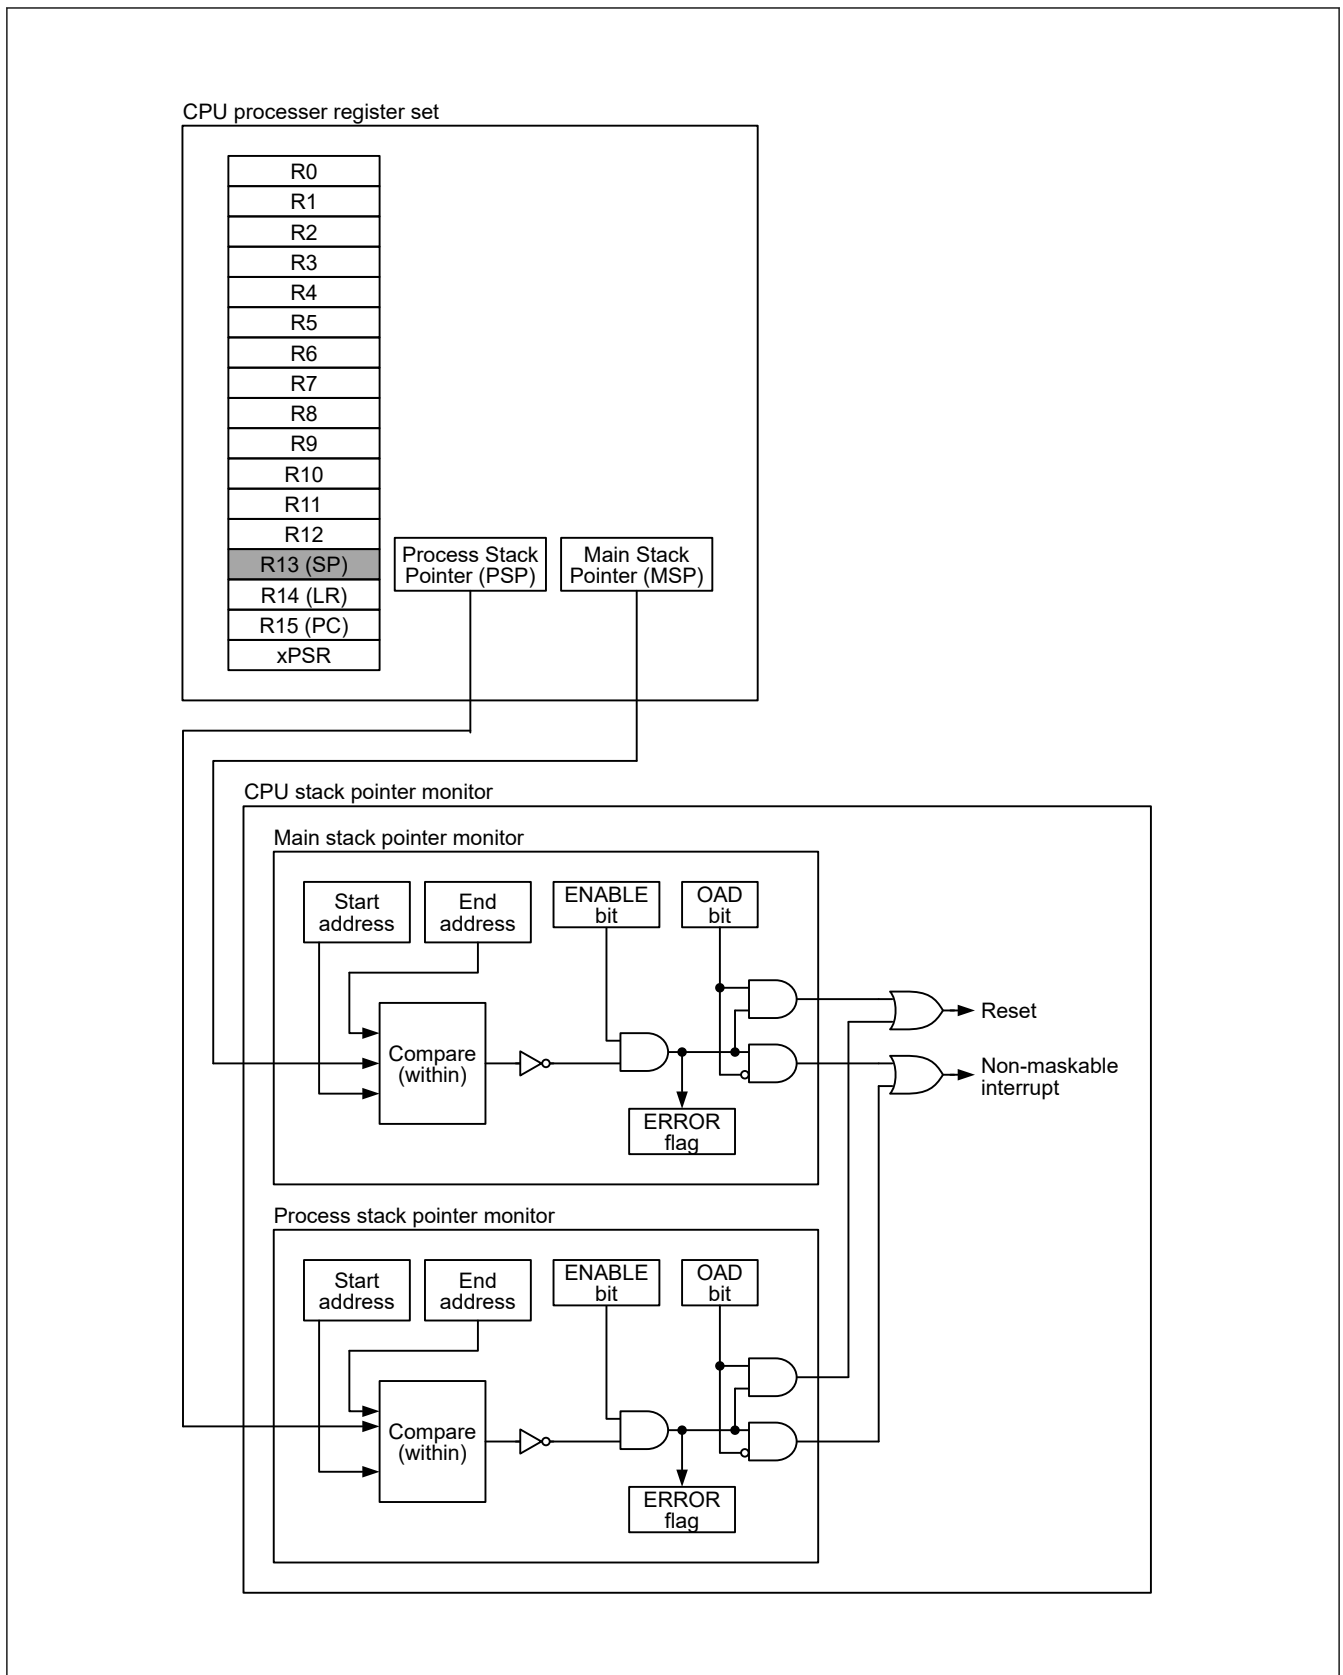 CPU processer register set
R0
R1
R2
R3
R4
R5
R6
R7
R8
R9
R10
R11
R12
R13 (SP)
R14 (LR)
R15 (PC)
xPSR
Process Stack
Pointer (PSP)
Main Stack
Pointer (MSP)
CPU stack pointer monitor
Main stack pointer monitor
Start
address
End
address
ENABLE
bit
OAD
bit
Compare
(within)
ERROR
flag
Reset
Non-maskable
interrupt
Process stack pointer monitor
Start
address
End
address
ENABLE
bit
OAD
bit
Compare
(within)
ERROR
flag